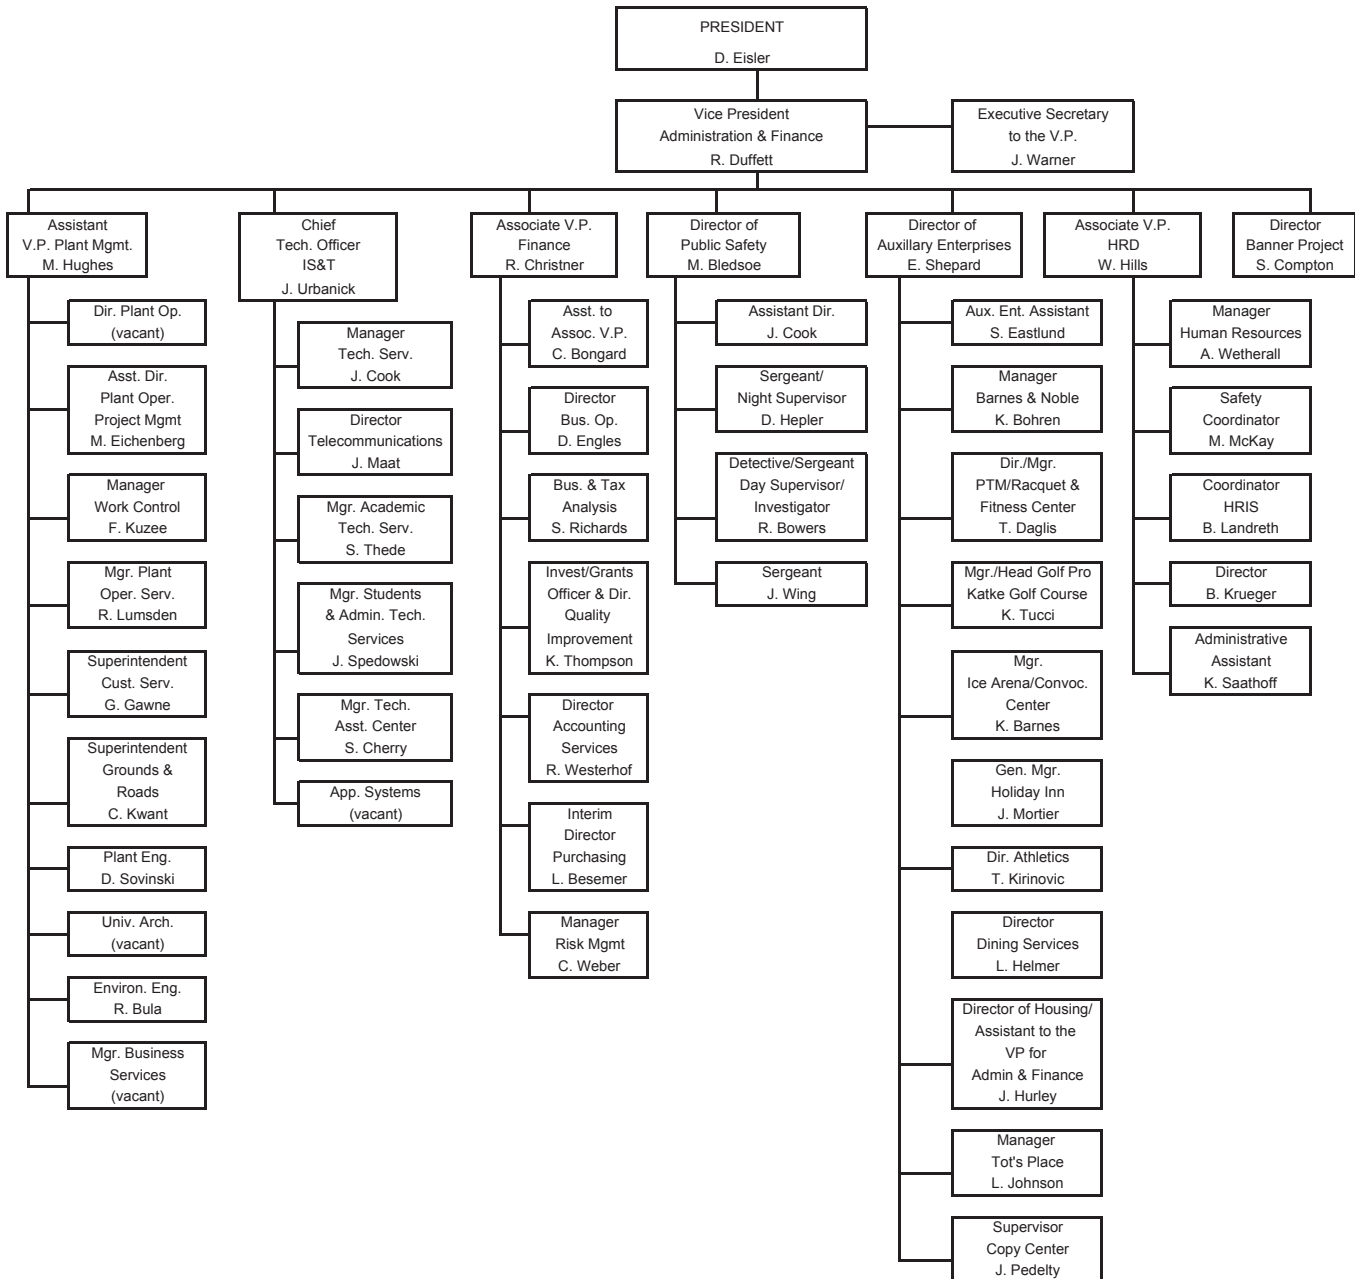 PRESIDENT
D. Eisler
Vice President
Administration & Finance
R. Duffett
Executive Secretary
to the V.P.
J. Warner
Assistant
V.P. Plant Mgmt.
M. Hughes
Chief
Tech. Officer
IS&T
J. Urbanick
Associate V.P.
Finance
R. Christner
Director of
Public Safety
M. Bledsoe
Director of
Auxillary Enterprises
E. Shepard
Associate V.P.
HRD
W. Hills
Director
Banner Project
S. Compton
Dir. Plant Op.
(vacant)
Asst. Dir.
Plant Oper.
Project Mgmt
M. Eichenberg
Manager
Work Control
F. Kuzee
Mgr. Plant
Oper. Serv.
R. Lumsden
Superintendent
Cust. Serv.
G. Gawne
Superintendent
Grounds &
Roads
C. Kwant
Plant Eng.
D. Sovinski
Univ. Arch.
(vacant)
Environ. Eng.
R. Bula
Mgr. Business
Services
(vacant)
Manager
Tech. Serv.
J. Cook
Director
Telecommunications
J. Maat
Mgr. Academic
Tech. Serv.
S. Thede
Mgr. Students
& Admin. Tech.
Services
J. Spedowski
Mgr. Tech.
Asst. Center
S. Cherry
App. Systems
(vacant)
Asst. to
Assoc. V.P.
C. Bongard
Director
Bus. Op.
D. Engles
Bus. & Tax
Analysis
S. Richards
Invest/Grants
Officer & Dir.
Quality
Improvement
K. Thompson
Director
Accounting
Services
R. Westerhof
Interim
Director
Purchasing
L. Besemer
Manager
Risk Mgmt
C. Weber
Assistant Dir.
J. Cook
Sergeant/
Night Supervisor
D. Hepler
Detective/Sergeant
Day Supervisor/
Investigator
R. Bowers
Sergeant
J. Wing
Aux. Ent. Assistant
S. Eastlund
Manager
Barnes & Noble
K. Bohren
Dir./Mgr.
PTM/Racquet &
Fitness Center
T. Daglis
Mgr./Head Golf Pro
Katke Golf Course
K. Tucci
Mgr.
Ice Arena/Convoc.
Center
K. Barnes
Gen. Mgr.
Holiday Inn
J. Mortier
Dir. Athletics
T. Kirinovic
Director
Dining Services
L. Helmer
Director of Housing/
Assistant to the
VP for
Admin & Finance
J. Hurley
Manager
Tot's Place
L. Johnson
Supervisor
Copy Center
J. Pedelty
Manager
Human Resources
A. Wetherall
Safety
Coordinator
M. McKay
Coordinator
HRIS
B. Landreth
Director
B. Krueger
Administrative
Assistant
K. Saathoff